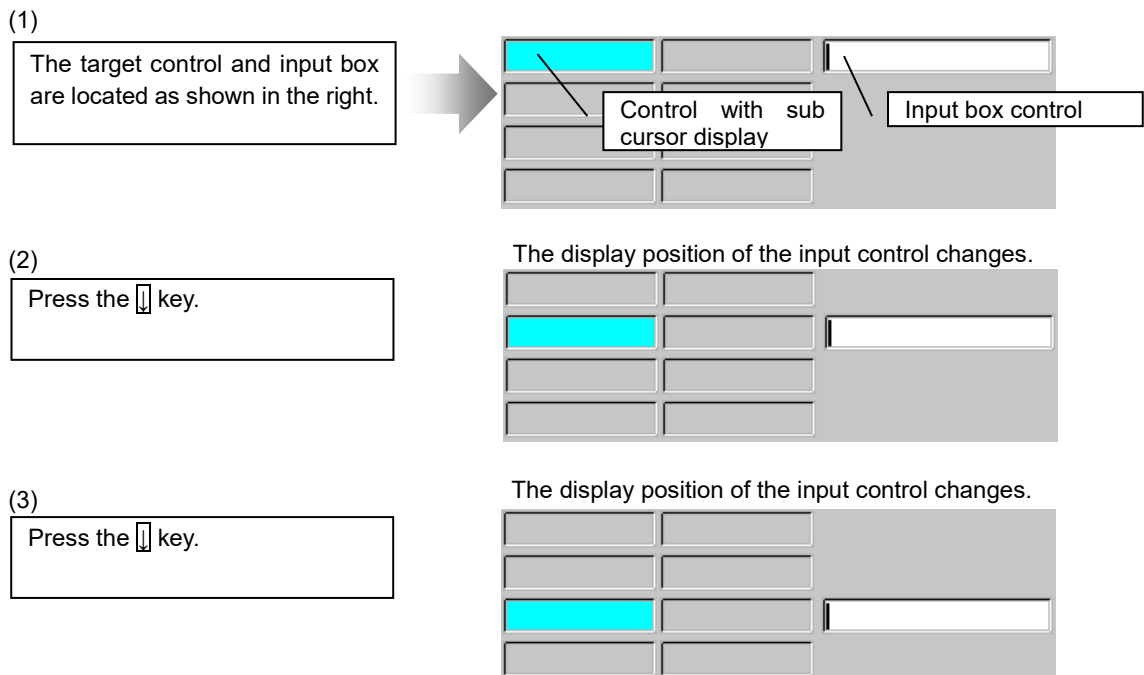 (1)
The target control and input box
are located as shown in the right.
Control with sub
cursor display
Input box control
(2)
The display position of the input control changes.
Press the ↓ key.
(3)
The display position of the input control changes.
Press the ↓ key.